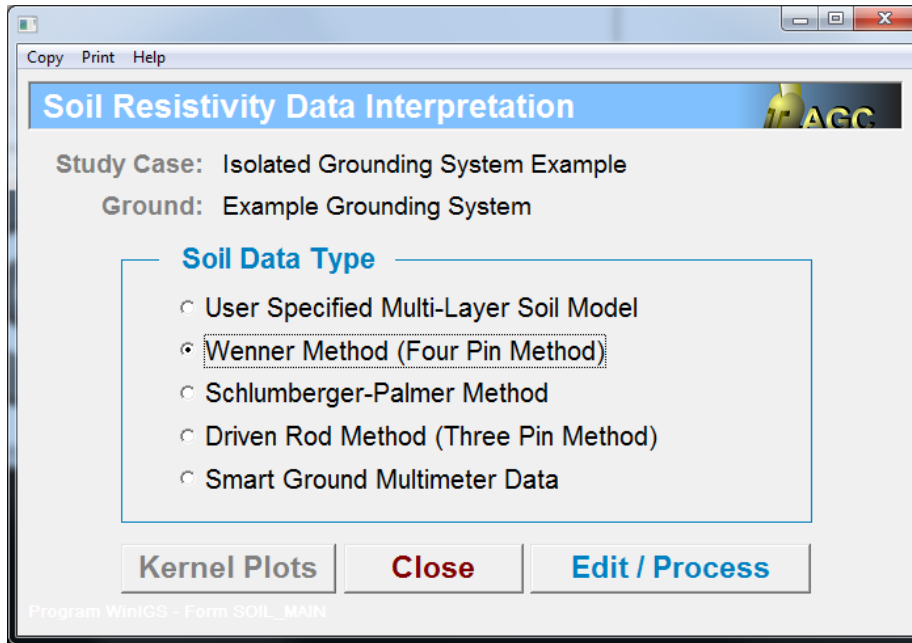 Copy Print Help
Soil Resistivity Data Interpretation
AGC
Study Case: Isolated Grounding System Example
Ground: Example Grounding System
Soil Data Type
User Specified Multi-Layer Soil Model
Wenner Method (Four Pin Method)
Schlumberger-Palmer Method
Driven Rod Method (Three Pin Method)
Smart Ground Multimeter Data
Kernel Plots Close Edit / Process
Program WinIGS - Form SOIL_MAIN